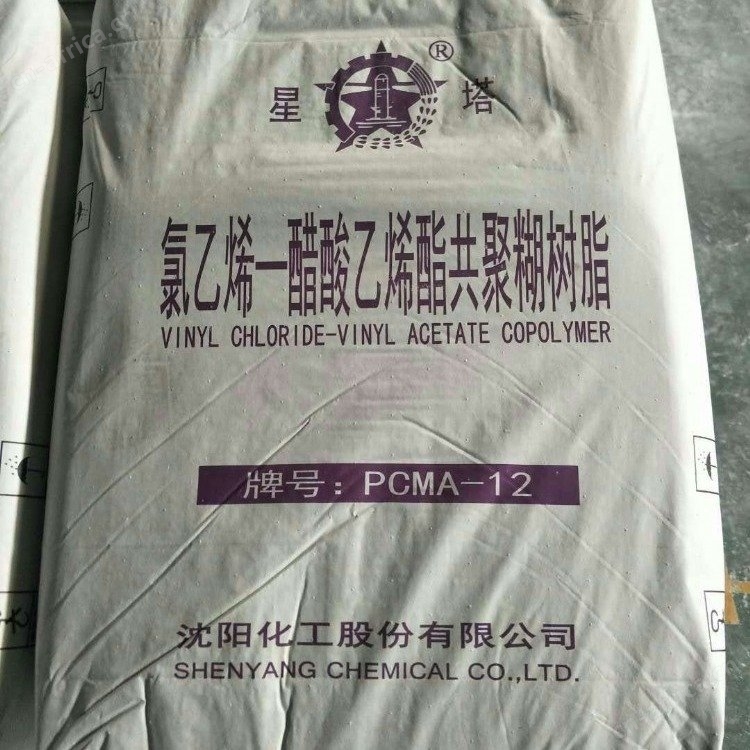 星 塔 ®
氯乙烯一醋酸乙烯酯共聚糊树脂
VINYL CHLORIDE-VINYL ACETATE COPOLYMER
牌号：PCMA-12
沈阳化工股份有限公司
SHENYANG CHEMICAL CO.,LTD.